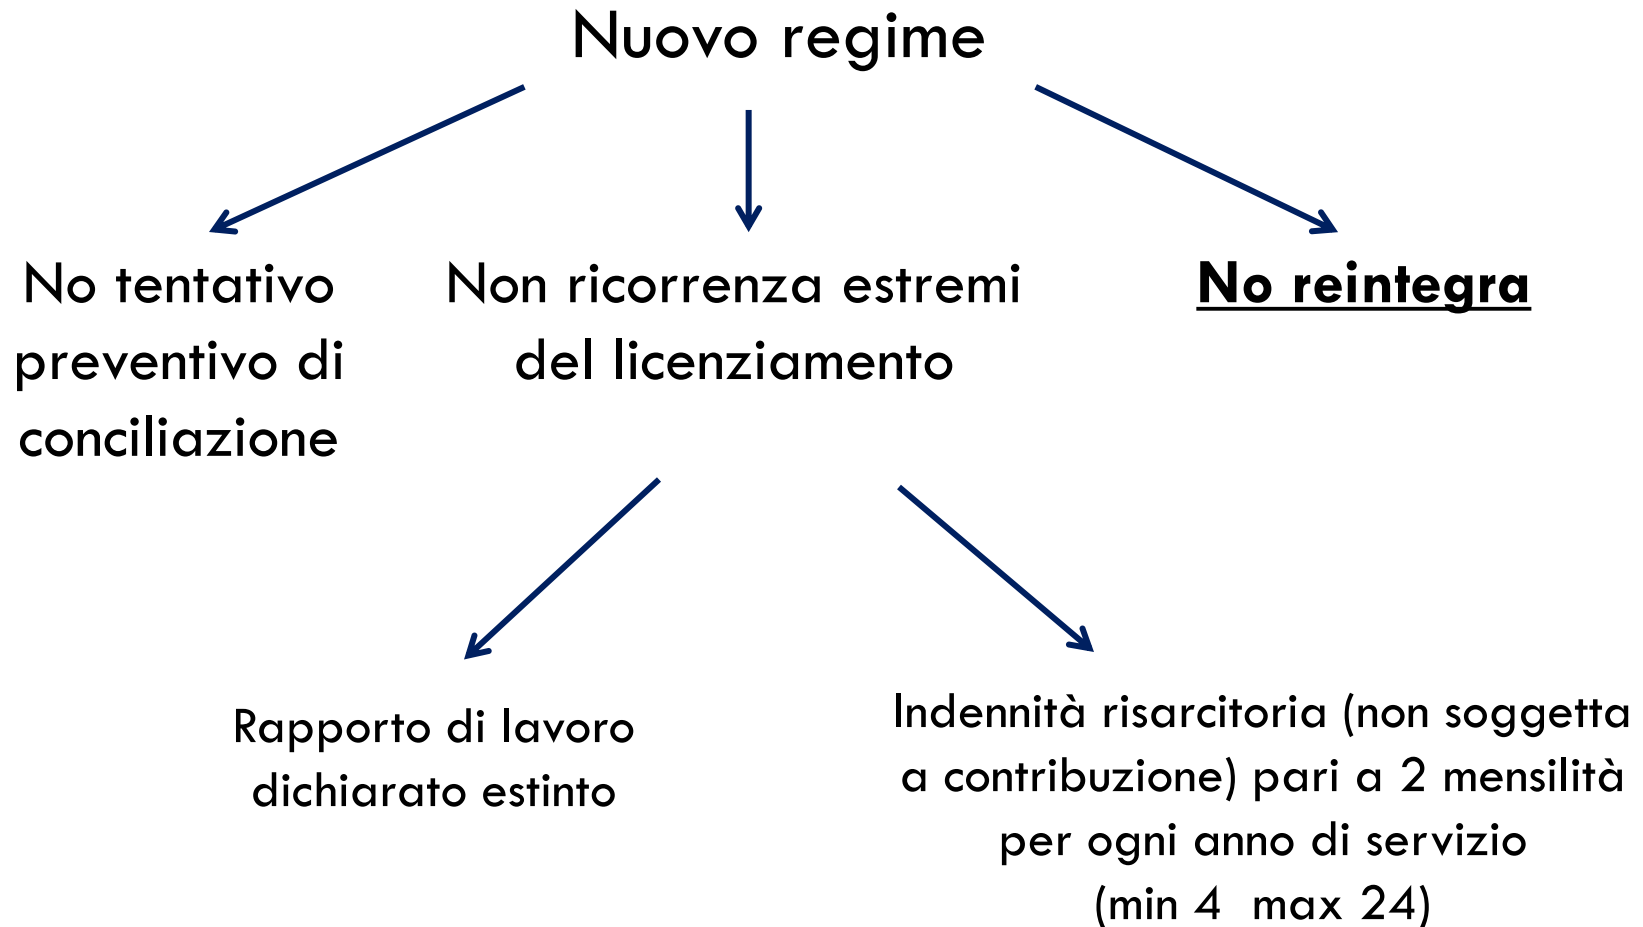 Nuovo regime
No tentativo
preventivo di
conciliazione
Non ricorrenza estremi
del licenziamento
No reintegra
Rapporto di lavoro
dichiarato estinto
Indennità risarcitoria (non soggetta
a contribuzione) pari a 2 mensilità
per ogni anno di servizio
(min 4 max 24)